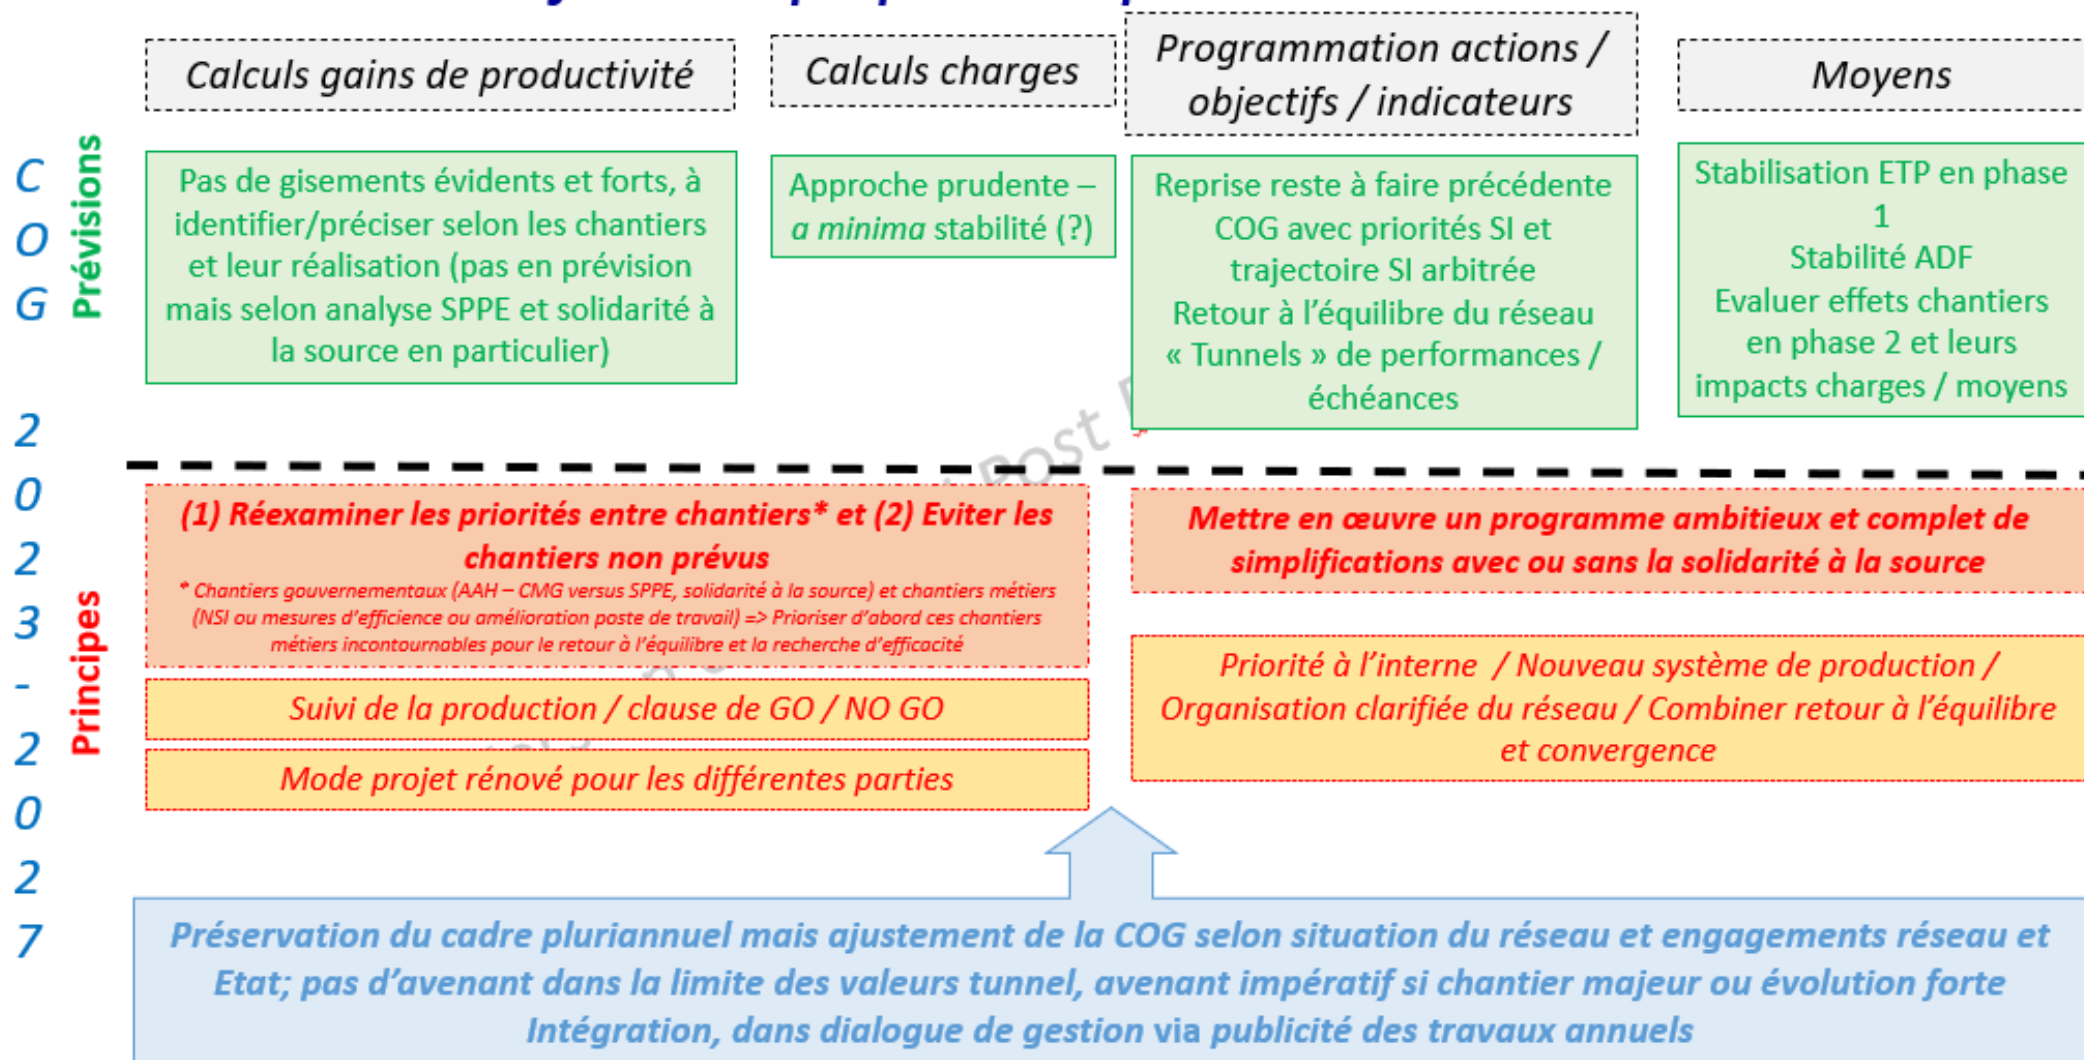 Calculs gains de productivité
Calculs charges
Programmation actions /
objectifs / indicateurs
Moyens
COG 2023-2027
Prévisions
Pas de gisements évidents et forts, à
identifier/préciser selon les chantiers
et leur réalisation (pas en prévision
mais selon analyse SPPE et solidarité à
la source en particulier)
Approche prudente –
a minima stabilité (?)
Reprise reste à faire précédente
COG avec priorités SI et
trajectoire SI arbitrée
Retour à l’équilibre du réseau
« Tunnels » de performances /
échéances
Stabilisation ETP en phase
1
Stabilité ADF
Evaluer effets chantiers
en phase 2 et leurs
impacts charges / moyens
Post
Principes
(1) Réexaminer les priorités entre chantiers* et (2) Eviter les
chantiers non prévus
* Chantiers gouvernementaux (AAH – CMG versus SPPE, solidarité à la source) et chantiers métiers
(NSI ou mesures d’efficience ou amélioration poste de travail) => Prioriser d’abord ces chantiers
métiers incontournables pour le retour à l’équilibre et la recherche d’efficacité
Suivi de la production / clause de GO / NO GO
Mode projet rénové pour les différentes parties
Mettre en œuvre un programme ambitieux et complet de
simplifications avec ou sans la solidarité à la source
Priorité à l’interne / Nouveau système de production /
Organisation clarifiée du réseau / Combiner retour à l’équilibre
et convergence
Préservation du cadre pluriannuel mais ajustement de la COG selon situation du réseau et engagements réseau et
Etat; pas d’avenant dans la limite des valeurs tunnel, avenant impératif si chantier majeur ou évolution forte
Intégration, dans dialogue de gestion via publicité des travaux annuels